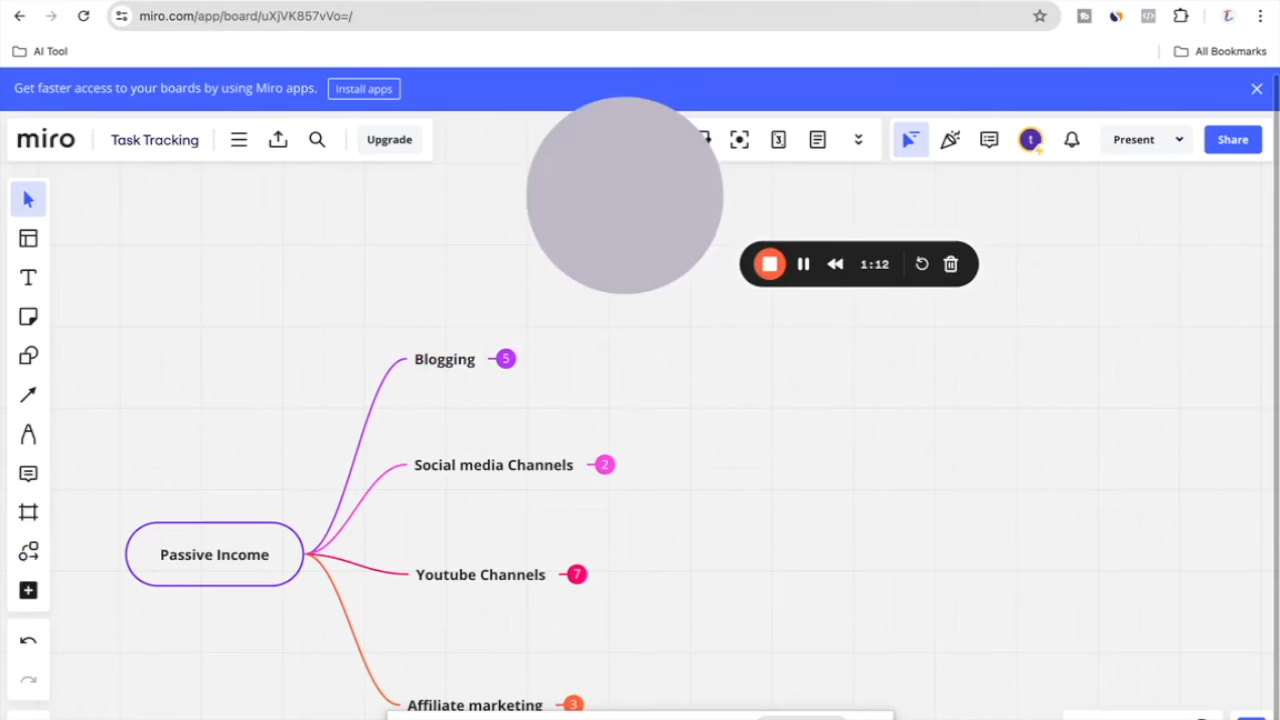 miro.com/app/board/uXjVK857vVo=/
AI Tool
All Bookmarks
Get faster access to your boards by using Miro apps.
Install apps
miro
Task Tracking
Upgrade
3
t
Present
Share
1:12
Blogging
5
Social media Channels
2
Passive Income
Youtube Channels
7
Affiliate marketing
3